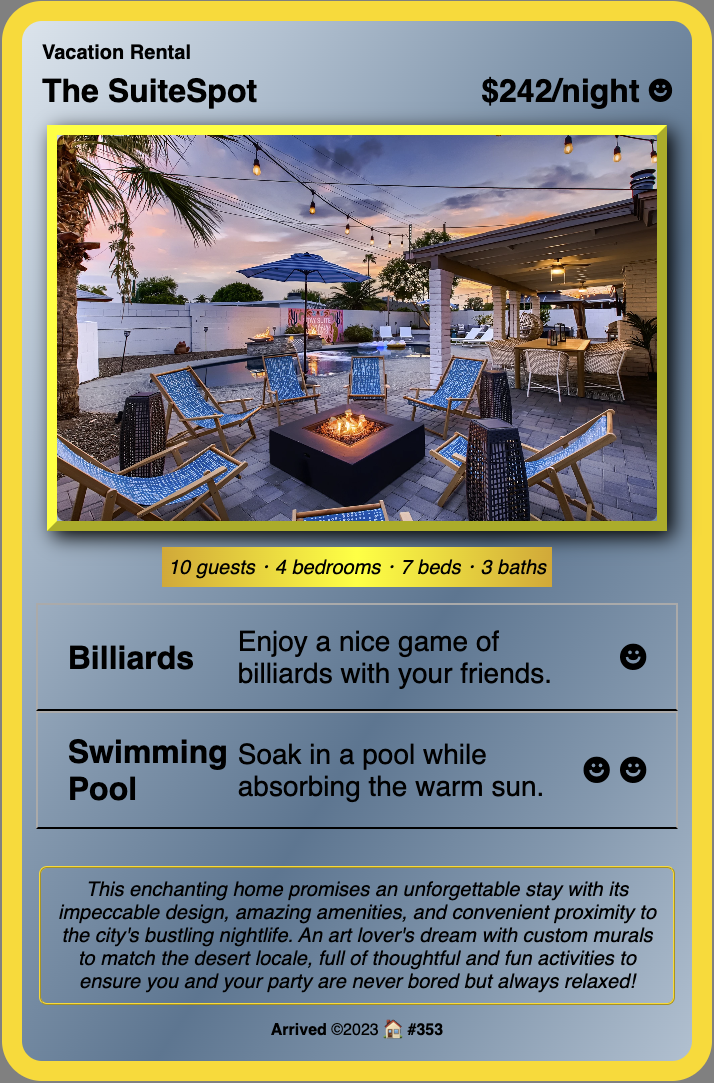 Vacation Rental
The SuiteSpot
$242/night
10 guests · 4 bedrooms · 7 beds · 3 baths
Billiards
Enjoy a nice game of
billiards with your friends.
Swimming
Pool
Soak in a pool while
absorbing the warm sun.
This enchanting home promises an unforgettable stay with its
impeccable design, amazing amenities, and convenient proximity to
the city's bustling nightlife. An art lover's dream with custom murals
to match the desert locale, full of thoughtful and fun activities to
ensure you and your party are never bored but always relaxed!
Arrived ©2023 🏠 #353